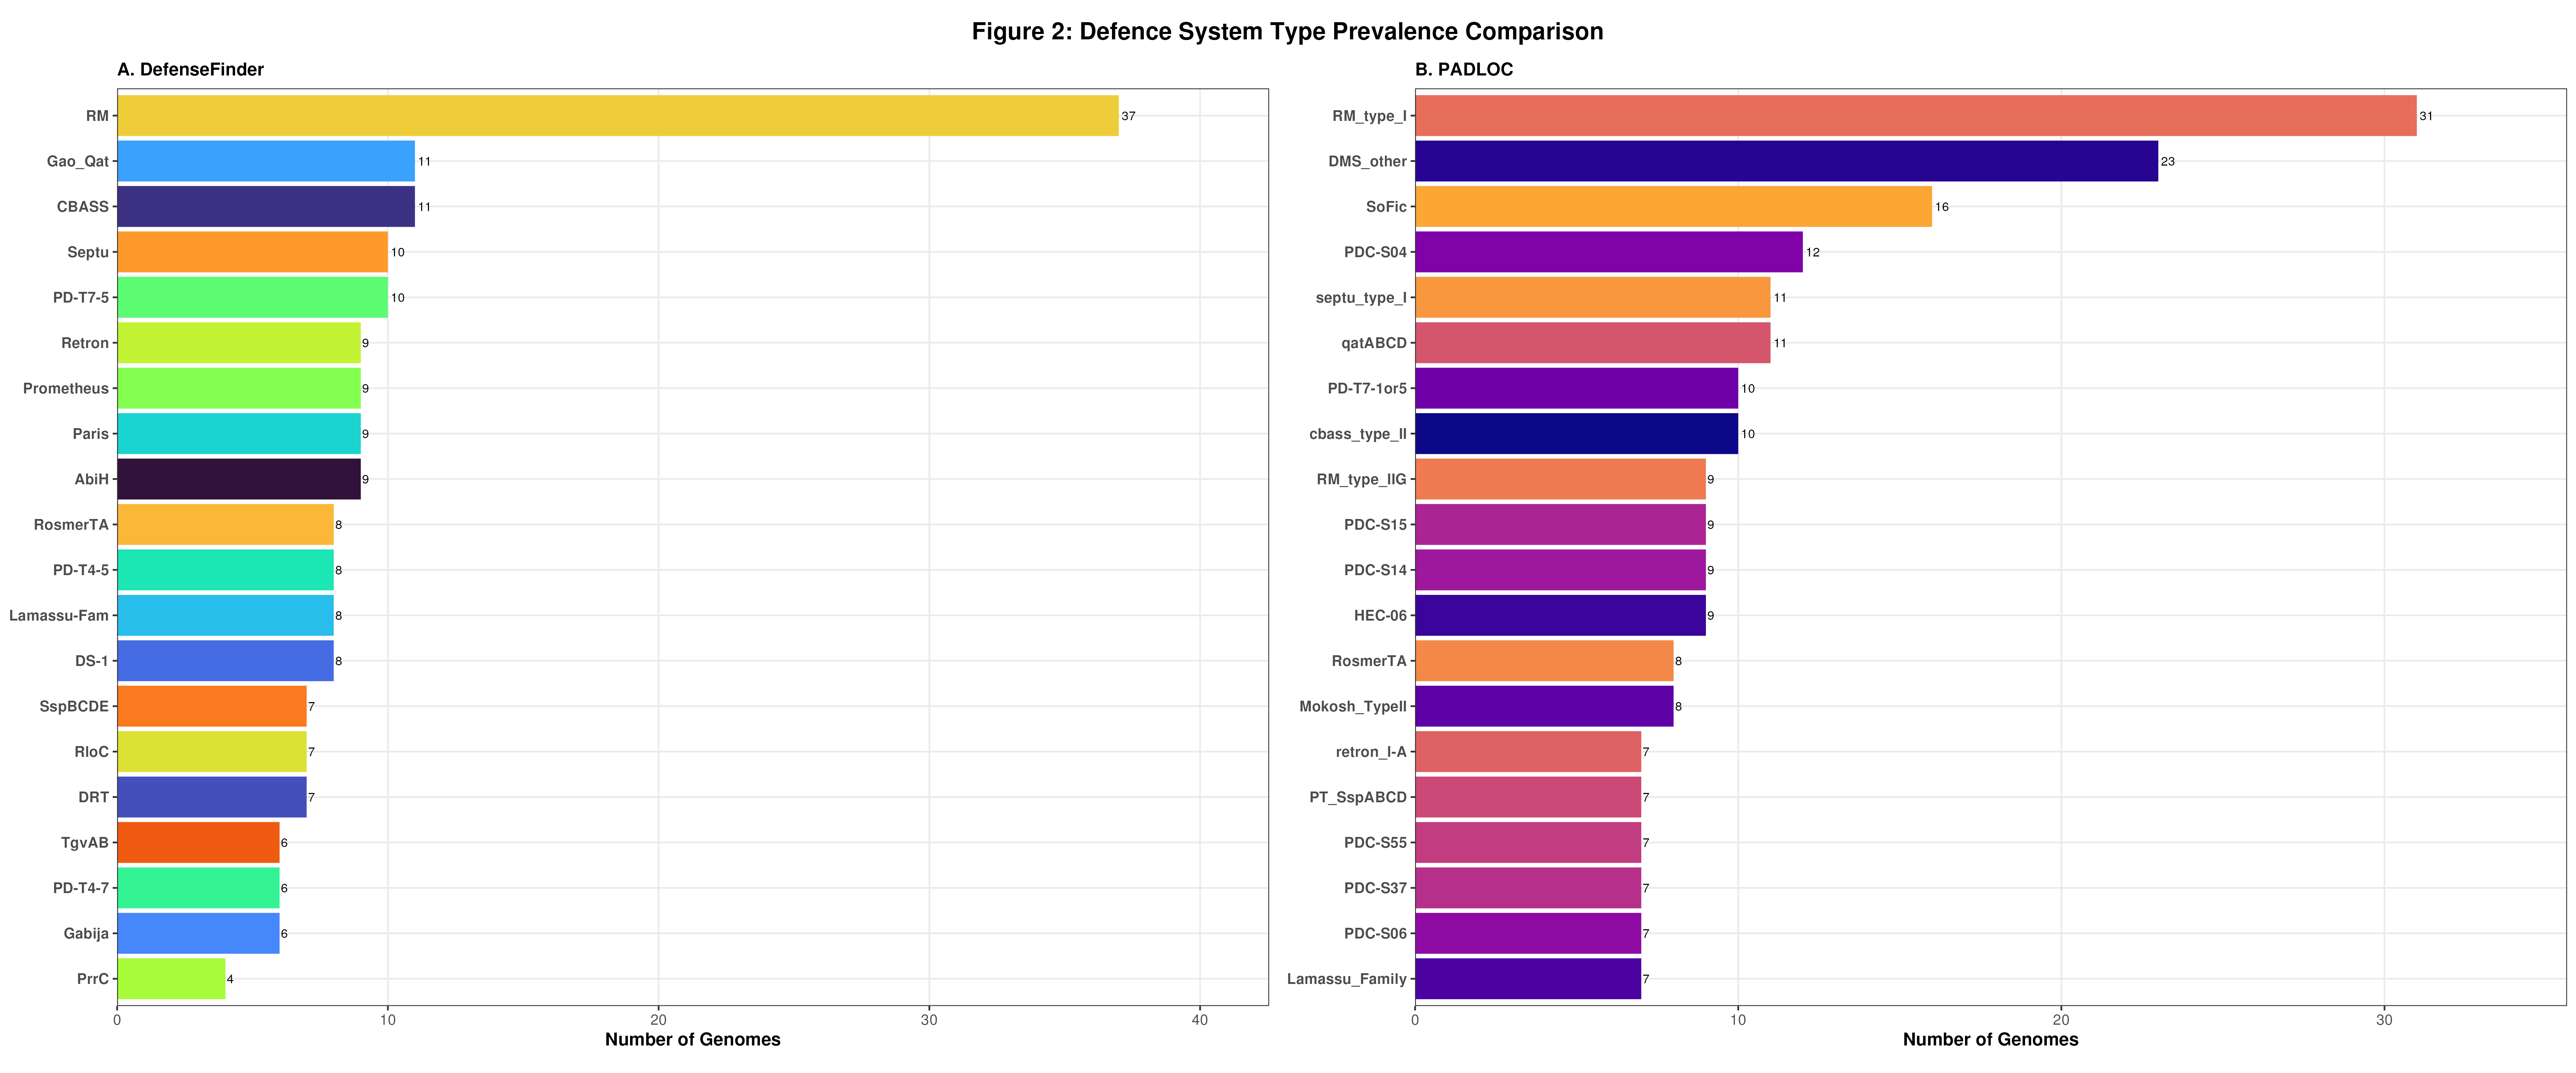 Figure 2: Defence System Type Prevalence Comparison
A. DefenseFinder
RM 37
Gao_Qat 11
CBASS 11
Septu 10
PD-T7-5 10
Retron 9
Prometheus 9
Paris 9
AbiH 9
RosmerTA 8
PD-T4-5 8
Lamassu-Fam 8
DS-1 8
SspBCDE 7
RloC 7
DRT 7
TgvAB 6
PD-T4-7 6
Gabija 6
PrrC 4
0 10 20 30 40
Number of Genomes
B. PADLOC
RM_type_I 31
DMS_other 23
SoFic 16
PDC-S04 12
septu_type_I 11
qatABCD 11
PD-T7-1or5 10
cbass_type_II 10
RM_type_IIG 9
PDC-S15 9
PDC-S14 9
HEC-06 9
RosmerTA 8
Mokosh_TypeII 8
retron_I-A 7
PT_SspABCD 7
PDC-S55 7
PDC-S37 7
PDC-S06 7
Lamassu_Family 7
0 10 20 30
Number of Genomes